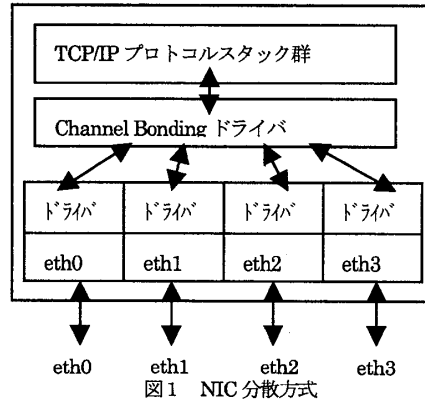 TCP/IP プロトコルスタック群
Channel Bonding ドライバ
ドライバ ドライバ ドライバ ドライバ
eth0 eth1 eth2 eth3
eth0 eth1 eth2 eth3
図1 NIC 分散方式